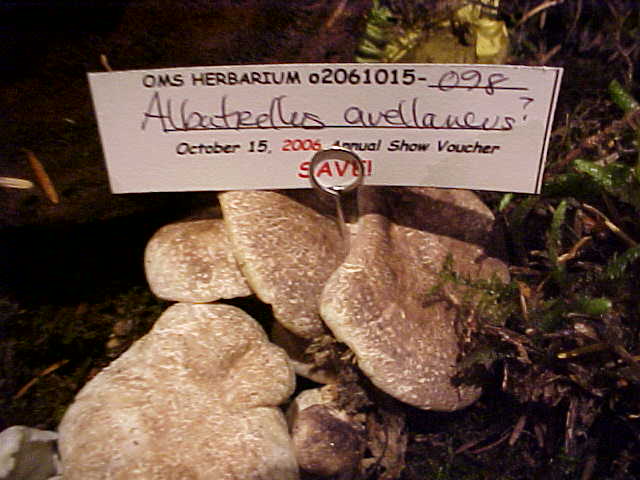 OMS HERBARIUM o2061015-098
Albatrellus avellaneus?
October 15, 2006 Annual Show Voucher
SAVE!